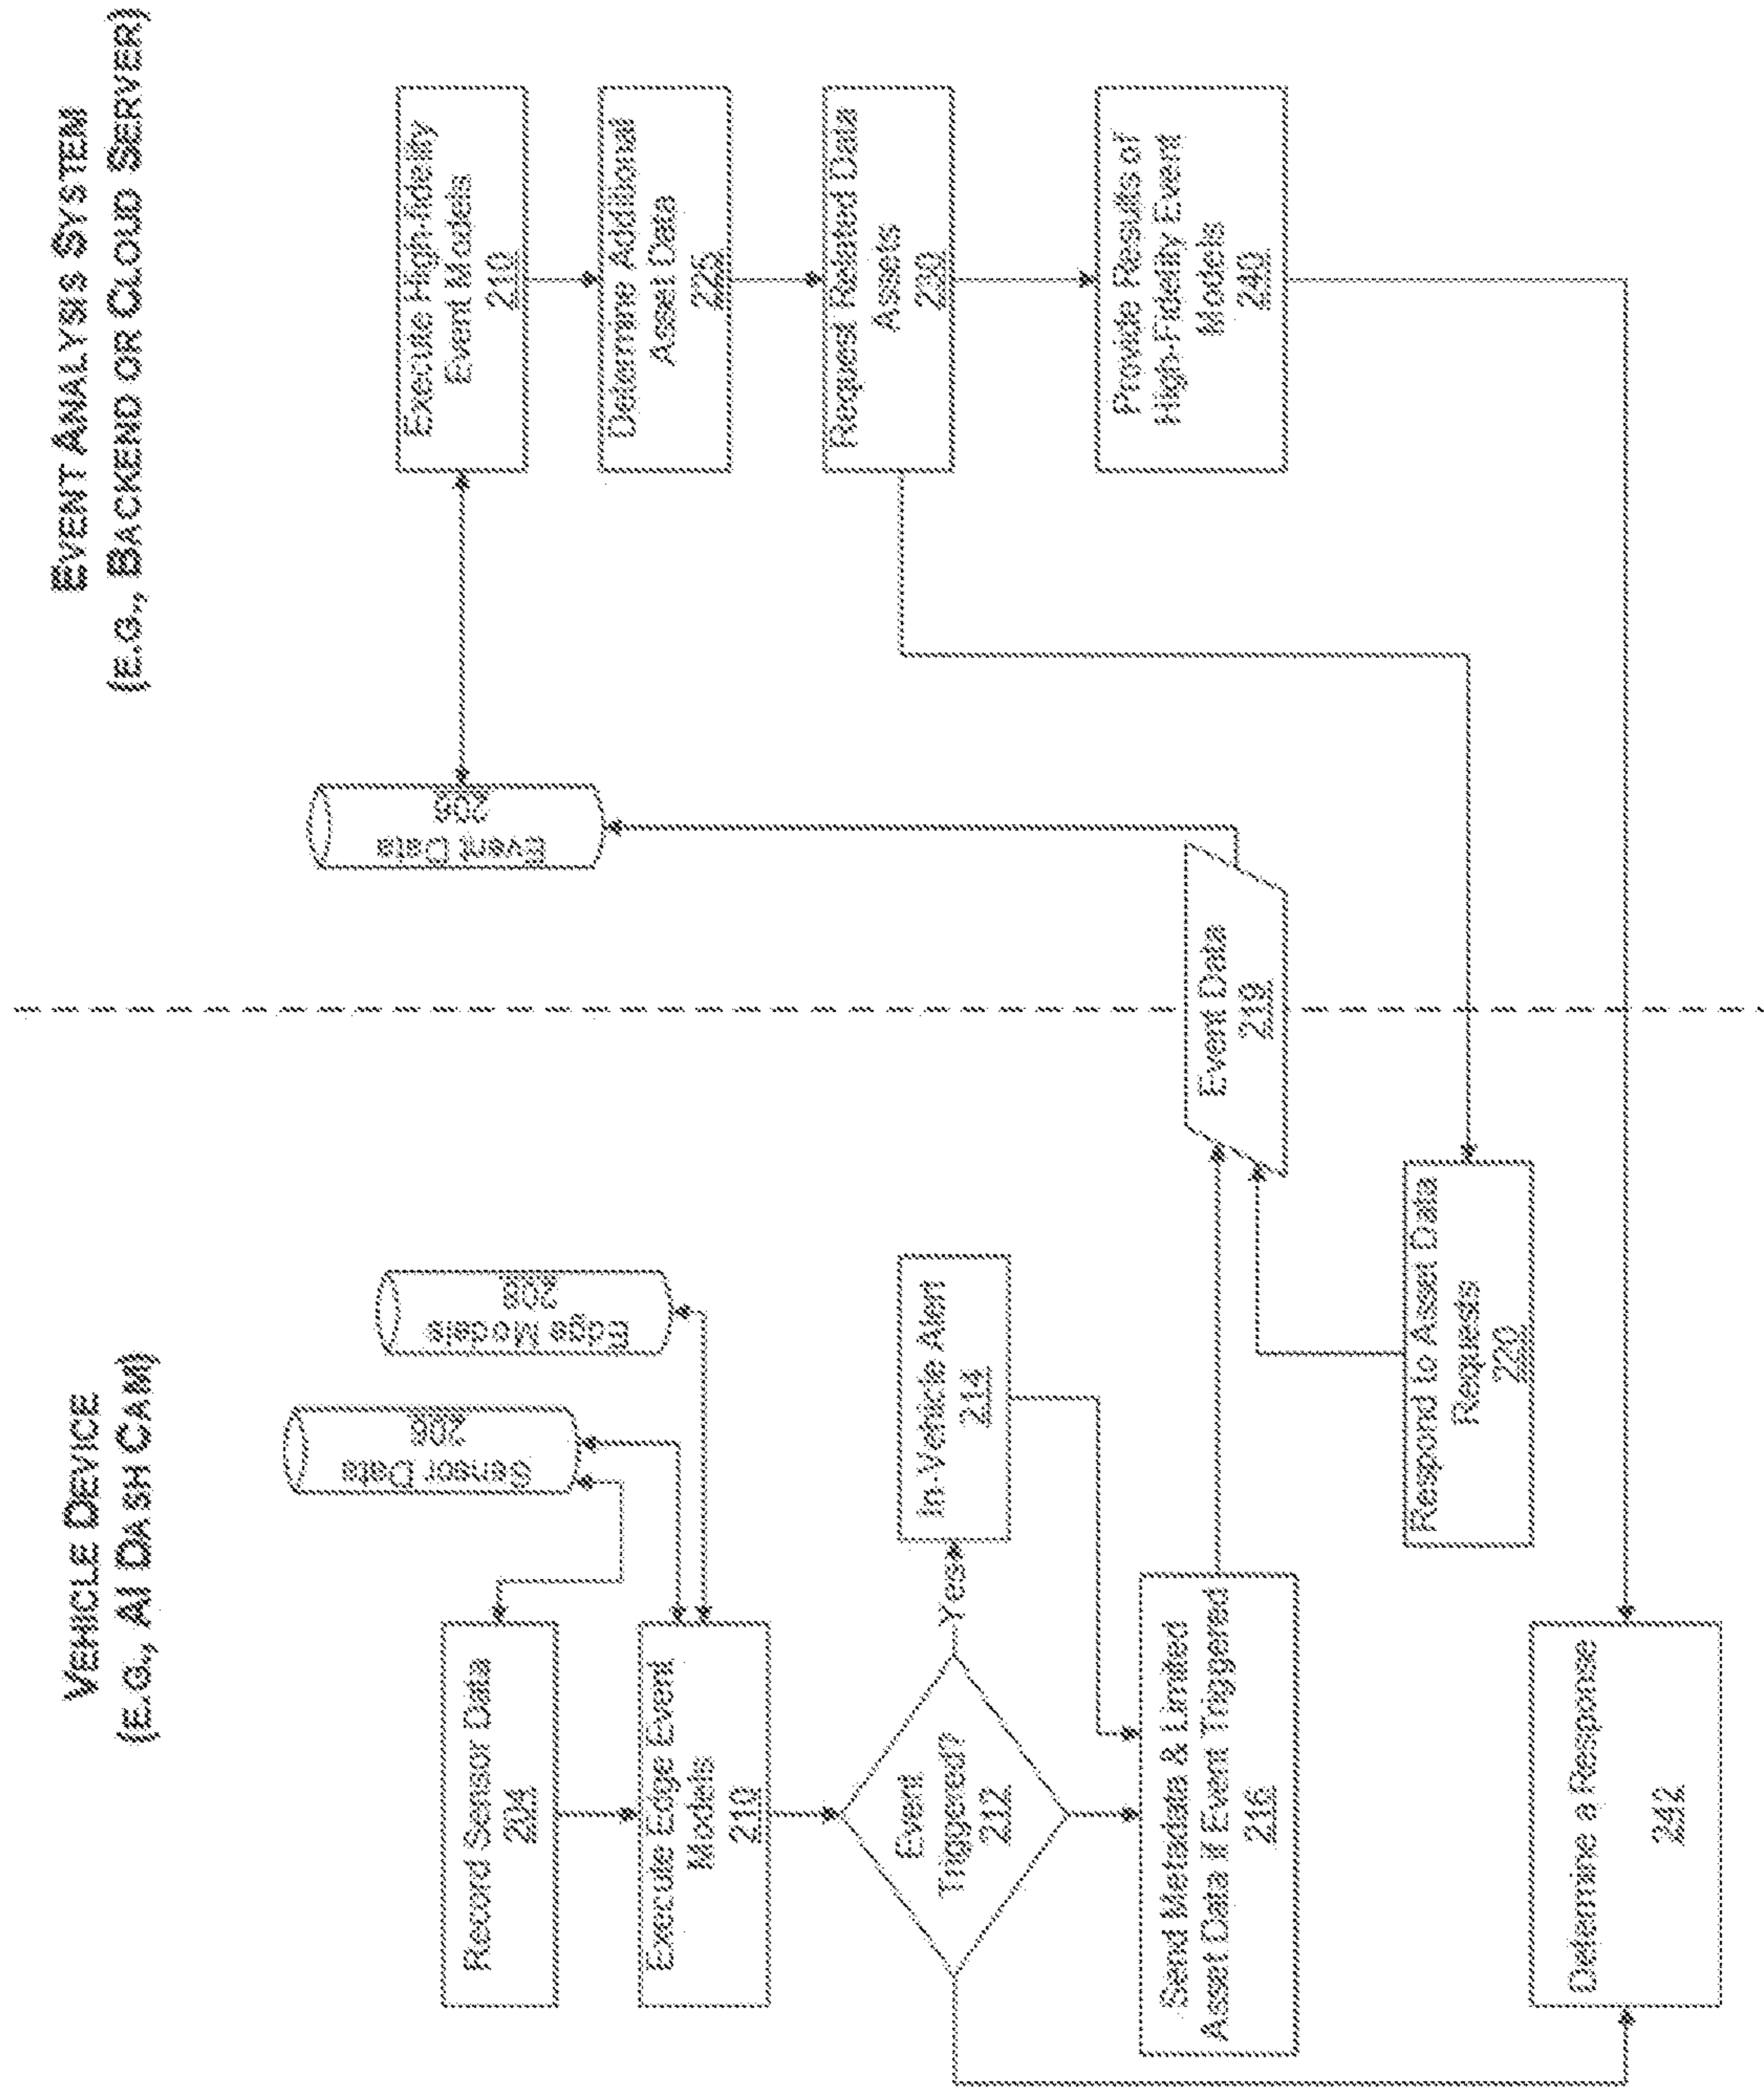 VEHICLE DEVICE
(E.G., AI DASH CAM)
Record Sensor Data
204
Sensor Data
206
Edge Models
208
Execute Edge Event
Models
210
Event
Triggered?
212
Yes
In-Vehicle Alert
214
Send Metadata & Limited
Asset Data if Event Triggered
216
Event Data
219
Respond to Asset Data
Requests
220
Determine a Response
242
EVENT ANALYSIS SYSTEM
(E.G., BACKEND OR CLOUD SERVER)
Event Data
Execute High-fidelity
Event Models
210
Determine Additional
Asset Data
225
Request Related Data
Assets
230
Provide Results of
High-Fidelity Event
Models
240